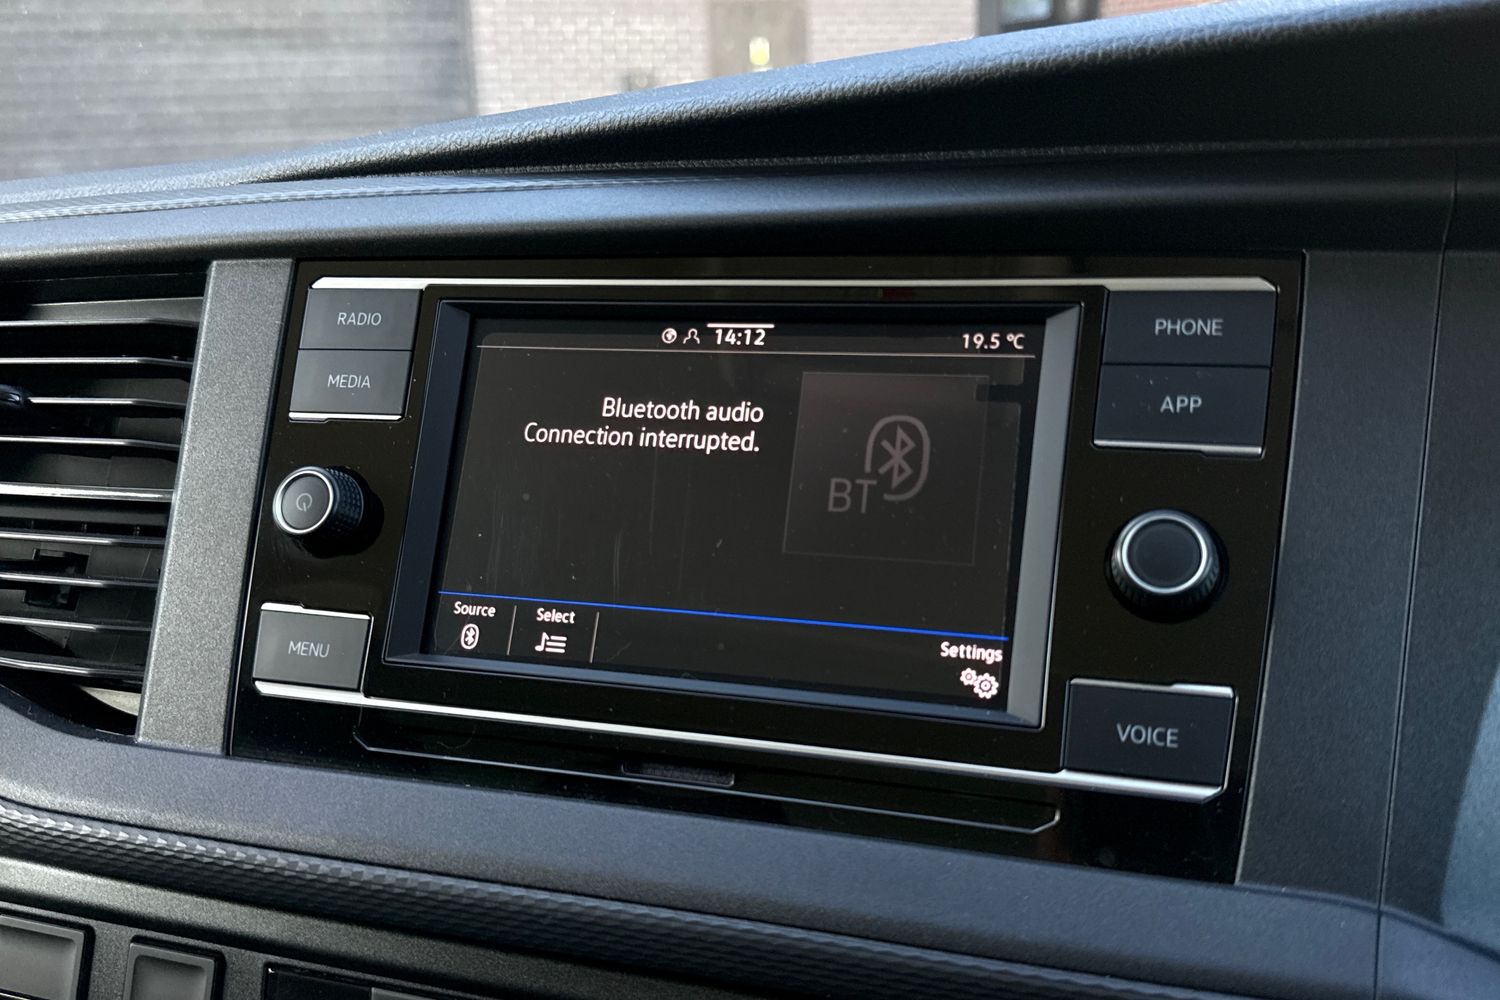 RADIO
MEDIA
MENU
14:12
19.5 °C
Bluetooth audio
Connection interrupted.
BT
Source
Select
Settings
PHONE
APP
VOICE